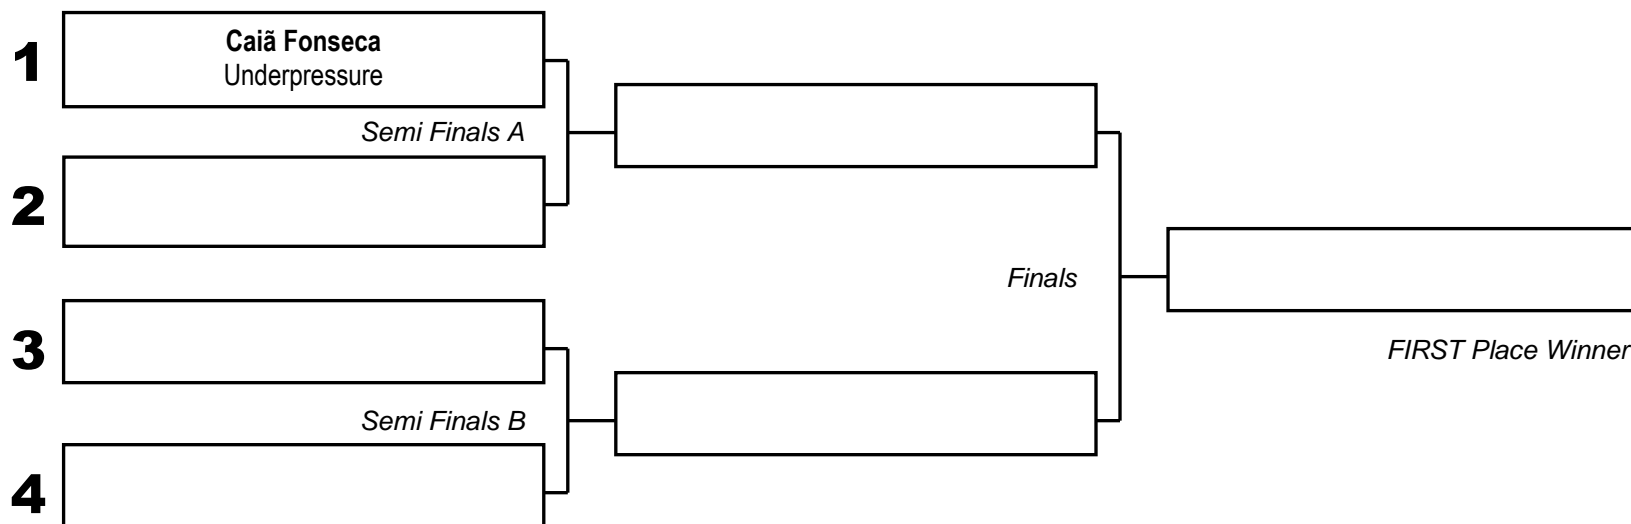 1
Caiã Fonseca
Underpressure
Semi Finals A
2
Finals
3
FIRST Place Winner
Semi Finals B
4